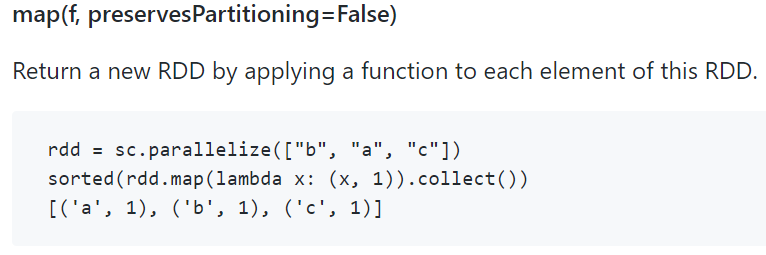 map(f, preservesPartitioning=False)
Return a new RDD by applying a function to each element of this RDD.
rdd = sc.parallelize(["b", "a", "c"])
sorted(rdd.map(lambda x: (x, 1)).collect())
[('a', 1), ('b', 1), ('c', 1)]